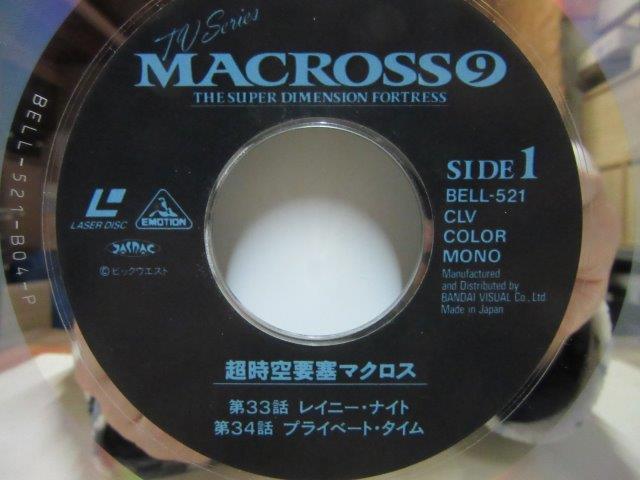 TV Series
MACROSS 9
THE SUPER DIMENSION FORTRESS
SIDE 1
BELL-521
CLV
COLOR
MONO
Manufactured
and Distributed by
BANDAI VISUAL Co., Ltd.
Made in Japan
LASER DISC
EMOTION
JASRAC
©ビックウエスト
超時空要塞マクロス
第33話 レイニー・ナイト
第34話 プライベート・タイム
BELL-521-B04-P